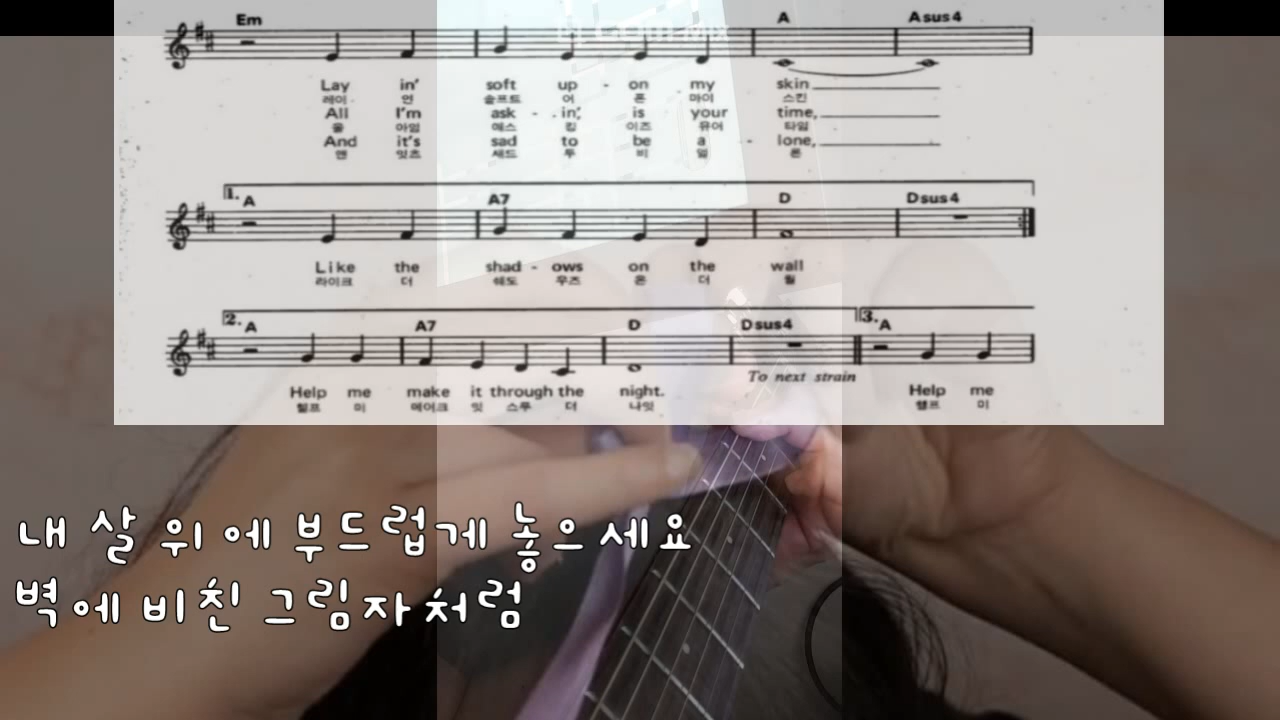 Em A Asus4
Lay in' soft up - on my skin
레이 언 솔프트 어 폰 마이 스킨
All I'm ask - in', is your time,
올 아임 애스 킹 이즈 유어 타임
And it's sad to be a - lone,
앤 잇츠 새드 투 비 얼 론
1. A A7 D Dsus4
Like the shad - ows on the wall
라이크 더 쉐도 우즈 온 더 월
2. A A7 D Dsus4 3. A
To next strain
Help me make it through the night. Help me
헬프 미 메이크 잇 스루 더 나잇 헬프 미
내 살 위에 부드럽게 놓으세요
벽에 비친 그림자처럼